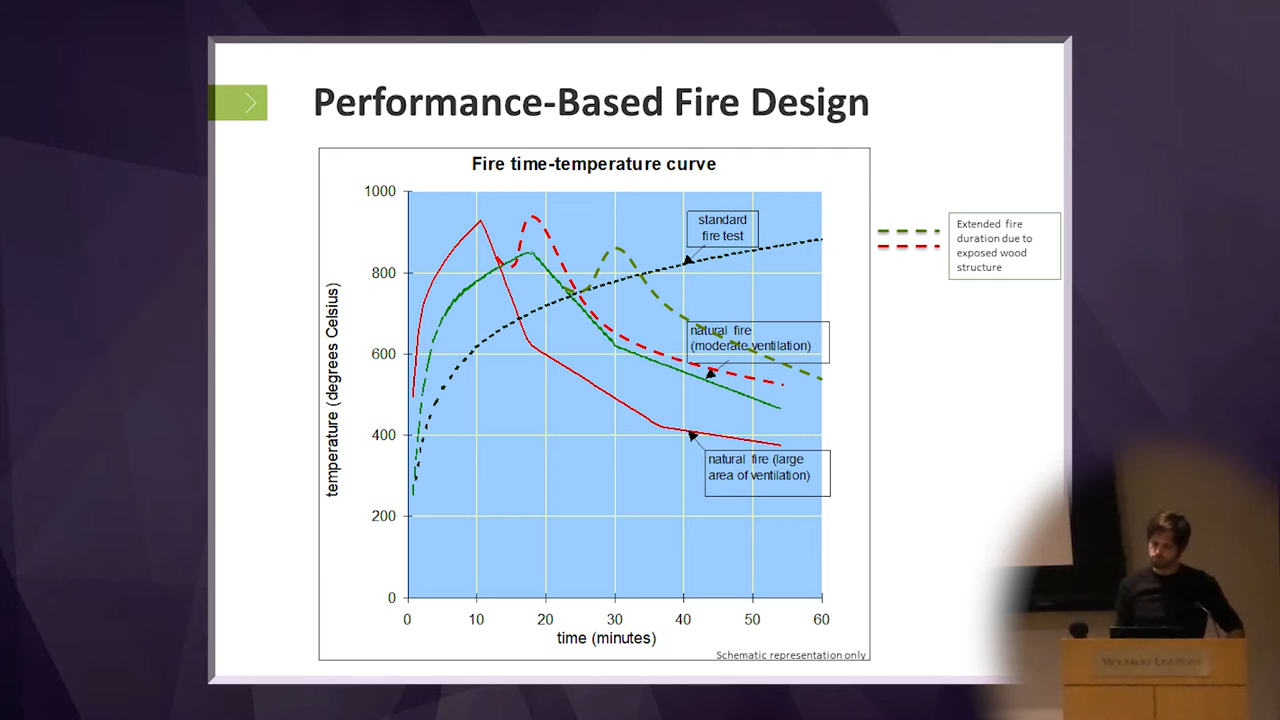 Performance-Based Fire Design
Fire time-temperature curve
1000
800
600
400
200
0
temperature (degrees Celsius)
0 10 20 30 40 50 60
time (minutes)
standard
fire test
natural fire
(moderate ventilation)
natural fire (large
area of ventilation)
Schematic representation only
Extended fire
duration due to
exposed wood
structure